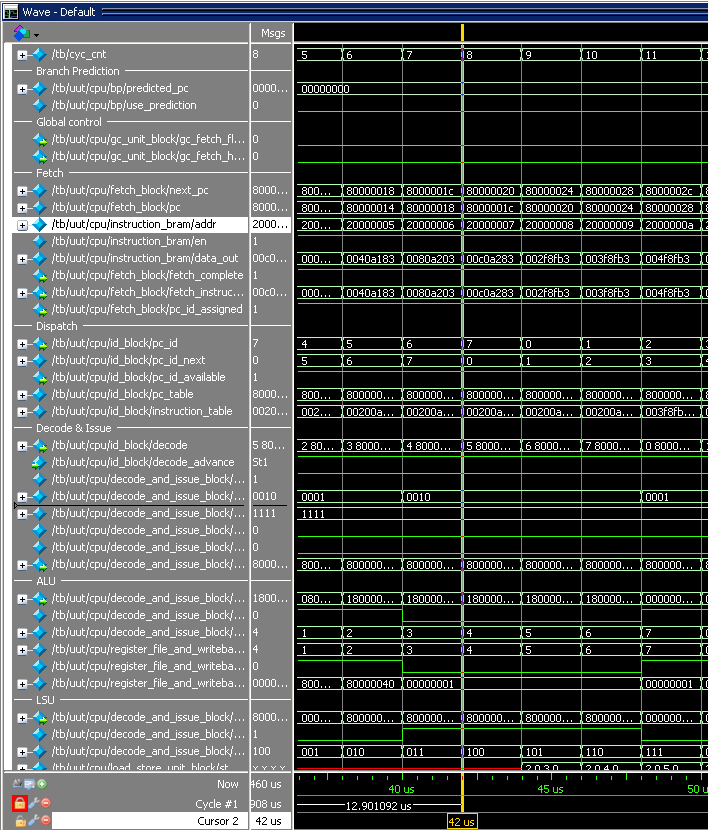 Wave - Default
Msgs
/tb/cyc_cnt 8 5 6 7 8 9 10 11
Branch Prediction
/tb/uut/cpu/bp/predicted_pc 0000... 00000000
/tb/uut/cpu/bp/use_prediction 0
Global control
/tb/uut/cpu/gc_unit_block/gc_fetch_fl... 0
/tb/uut/cpu/gc_unit_block/gc_fetch_h... 0
Fetch
/tb/uut/cpu/fetch_block/next_pc 8000... 800... 80000018 8000001c 80000020 80000024 80000028 8000002c
/tb/uut/cpu/fetch_block/pc 8000... 800... 80000014 80000018 8000001c 80000020 80000024 80000028
/tb/uut/cpu/instruction_bram/addr 2000... 200... 20000005 20000006 20000007 20000008 20000009 2000000a
/tb/uut/cpu/instruction_bram/en 1
/tb/uut/cpu/instruction_bram/data_out 00c0... 000... 0040a183 0080a203 00c0a283 002f8fb3 003f8fb3 004f8fb3
/tb/uut/cpu/fetch_block/fetch_complete 1
/tb/uut/cpu/fetch_block/fetch_instruc... 00c0... 000... 0040a183 0080a203 00c0a283 002f8fb3 003f8fb3 004f8fb3
/tb/uut/cpu/fetch_block/pc_id_assigned 1
Dispatch
/tb/uut/cpu/id_block/pc_id 7 4 5 6 7 0 1 2
/tb/uut/cpu/id_block/pc_id_next 0 5 6 7 0 1 2 3
/tb/uut/cpu/id_block/pc_id_available 1
/tb/uut/cpu/id_block/pc_table 8000... 800... 800000... 800000... 800000... 800000... 800000... 800000...
/tb/uut/cpu/id_block/instruction_table 0020... 002... 00200a... 00200a... 00200a... 00200a... 00200a... 003f8fb...
Decode & Issue
/tb/uut/cpu/id_block/decode 5 80... 2 80... 3 8000... 4 8000... 5 8000... 6 8000... 7 8000... 0 8000...
/tb/uut/cpu/id_block/decode_advance St1
/tb/uut/cpu/decode_and_issue_block/... 1
/tb/uut/cpu/decode_and_issue_block/... 0010 0001 0010 0001
/tb/uut/cpu/decode_and_issue_block/... 1111 1111
/tb/uut/cpu/decode_and_issue_block/... 0
/tb/uut/cpu/decode_and_issue_block/... 0
/tb/uut/cpu/decode_and_issue_block/... 8000... 800... 800000... 800000... 800000... 800000... 800000... 800000...
ALU
/tb/uut/cpu/decode_and_issue_block/... 1800... 080... 180000... 180000... 180000... 180000... 180000... 000000...
/tb/uut/cpu/decode_and_issue_block/... 0
/tb/uut/cpu/decode_and_issue_block/... 4 1 2 3 4 5 6 7
/tb/uut/cpu/register_file_and_writeba... 4 1 2 3 4 5 6 7
/tb/uut/cpu/register_file_and_writeba... 0
/tb/uut/cpu/register_file_and_writeba... 0000... 800... 80000040 00000001 00000001
LSU
/tb/uut/cpu/decode_and_issue_block/... 8000... 000... 000000... 800000... 800000... 800000... 800000... 000000...
/tb/uut/cpu/decode_and_issue_block/... 1
/tb/uut/cpu/decode_and_issue_block/... 100 001 010 011 100 101 110 111
Now 460 us 40 us 45 us 50 u
Cycle #1 908 us 12.901092 us
Cursor 2 42 us 42 us